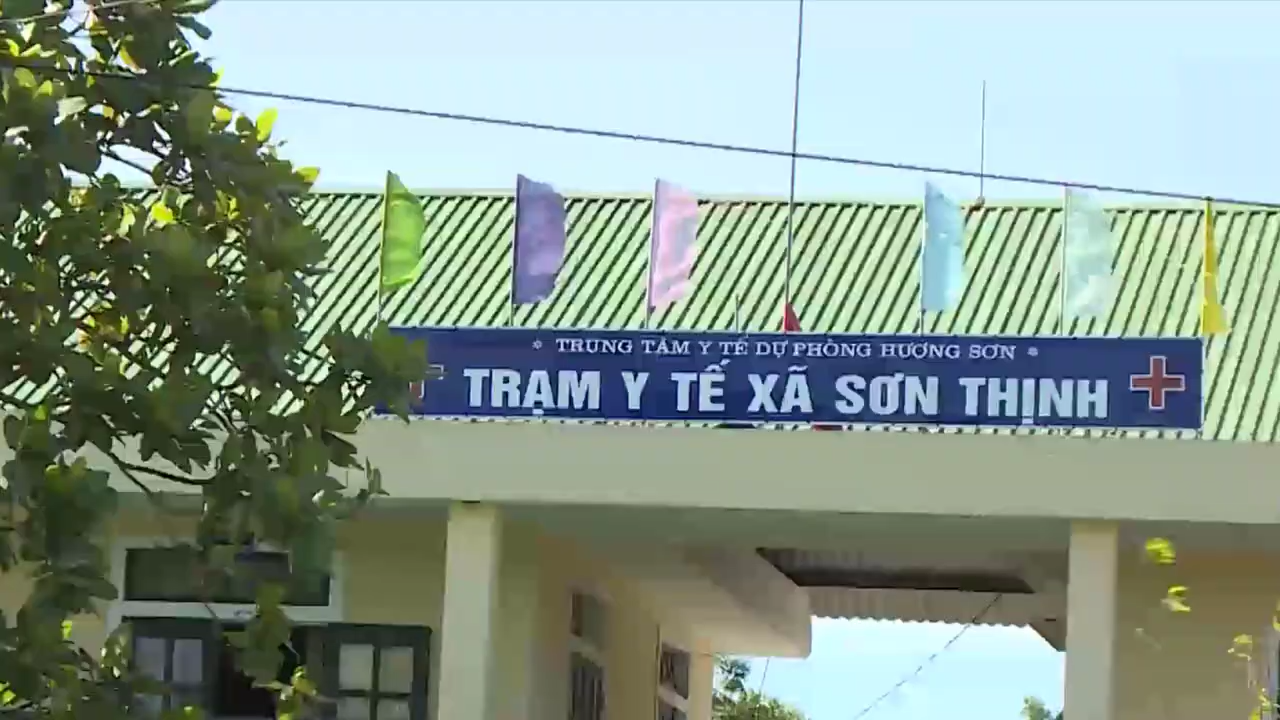 * TRUNG TÂM Y TẾ DỰ PHÒNG HƯƠNG SƠN *
TRẠM Y TẾ XÃ SƠN THỊNH